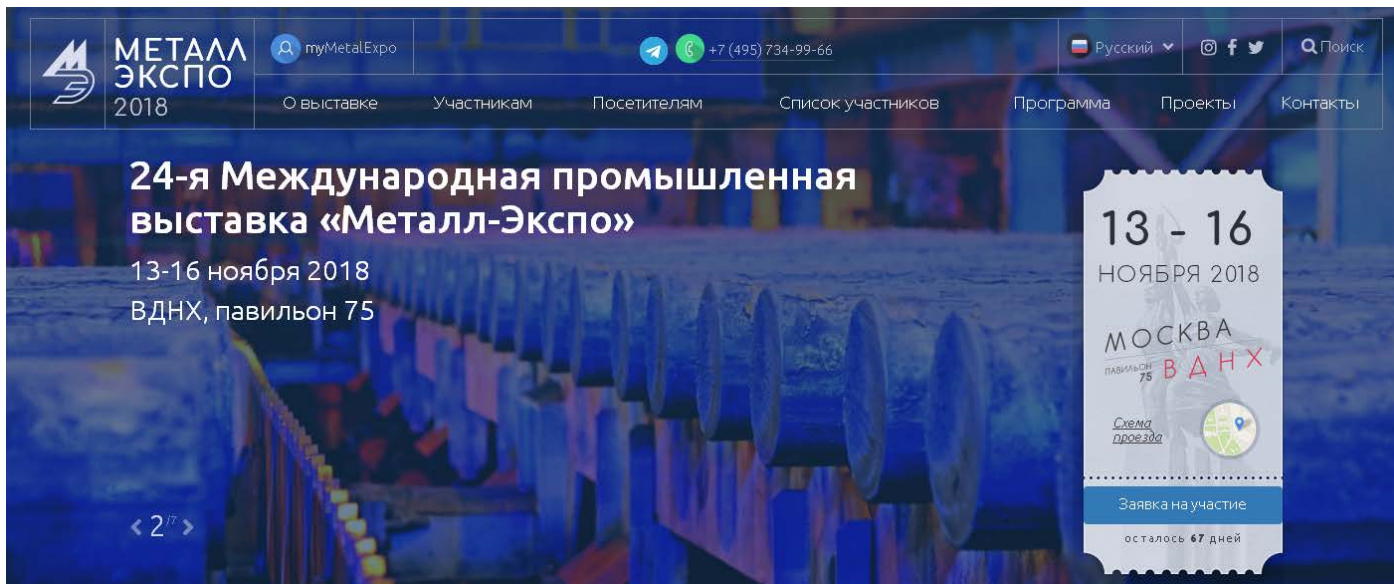 МЕТАЛЛ
ЭКСПО
2018
myMetalExpo
+7 (495) 734-99-66
Русский
Поиск
О выставке
Участникам
Посетителям
Список участников
Программа
Проекты
Контакты
24-я Международная промышленная
выставка «Металл-Экспо»
13-16 ноября 2018
ВДНХ, павильон 75
2/7
13 - 16
НОЯБРЯ 2018
МОСКВА
ПАВИЛЬОН
75
ВДНХ
Схема
проезда
Заявка на участие
осталось 67 дней